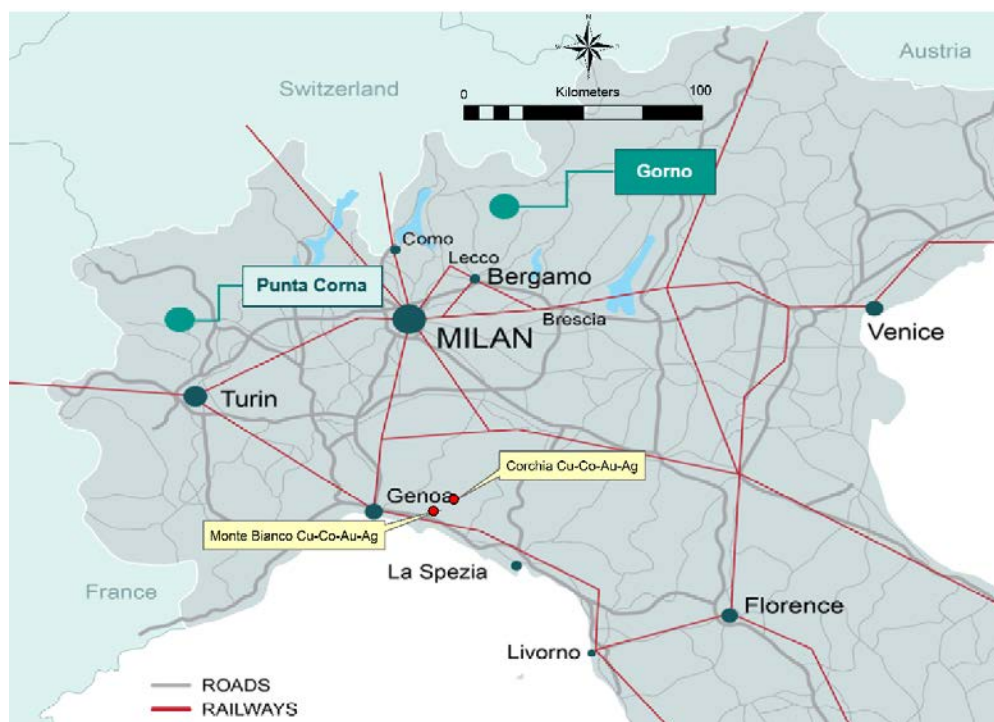 N
Austria
Switzerland
Kilometers
0 100
Gorno
Como
Lecco
Bergamo
Punta Corna
Brescia
MILAN
Venice
Turin
Corchia Cu-Co-Au-Ag
Genoa
Monte Bianco Cu-Co-Au-Ag
La Spezia
France
Florence
Livorno
ROADS
RAILWAYS